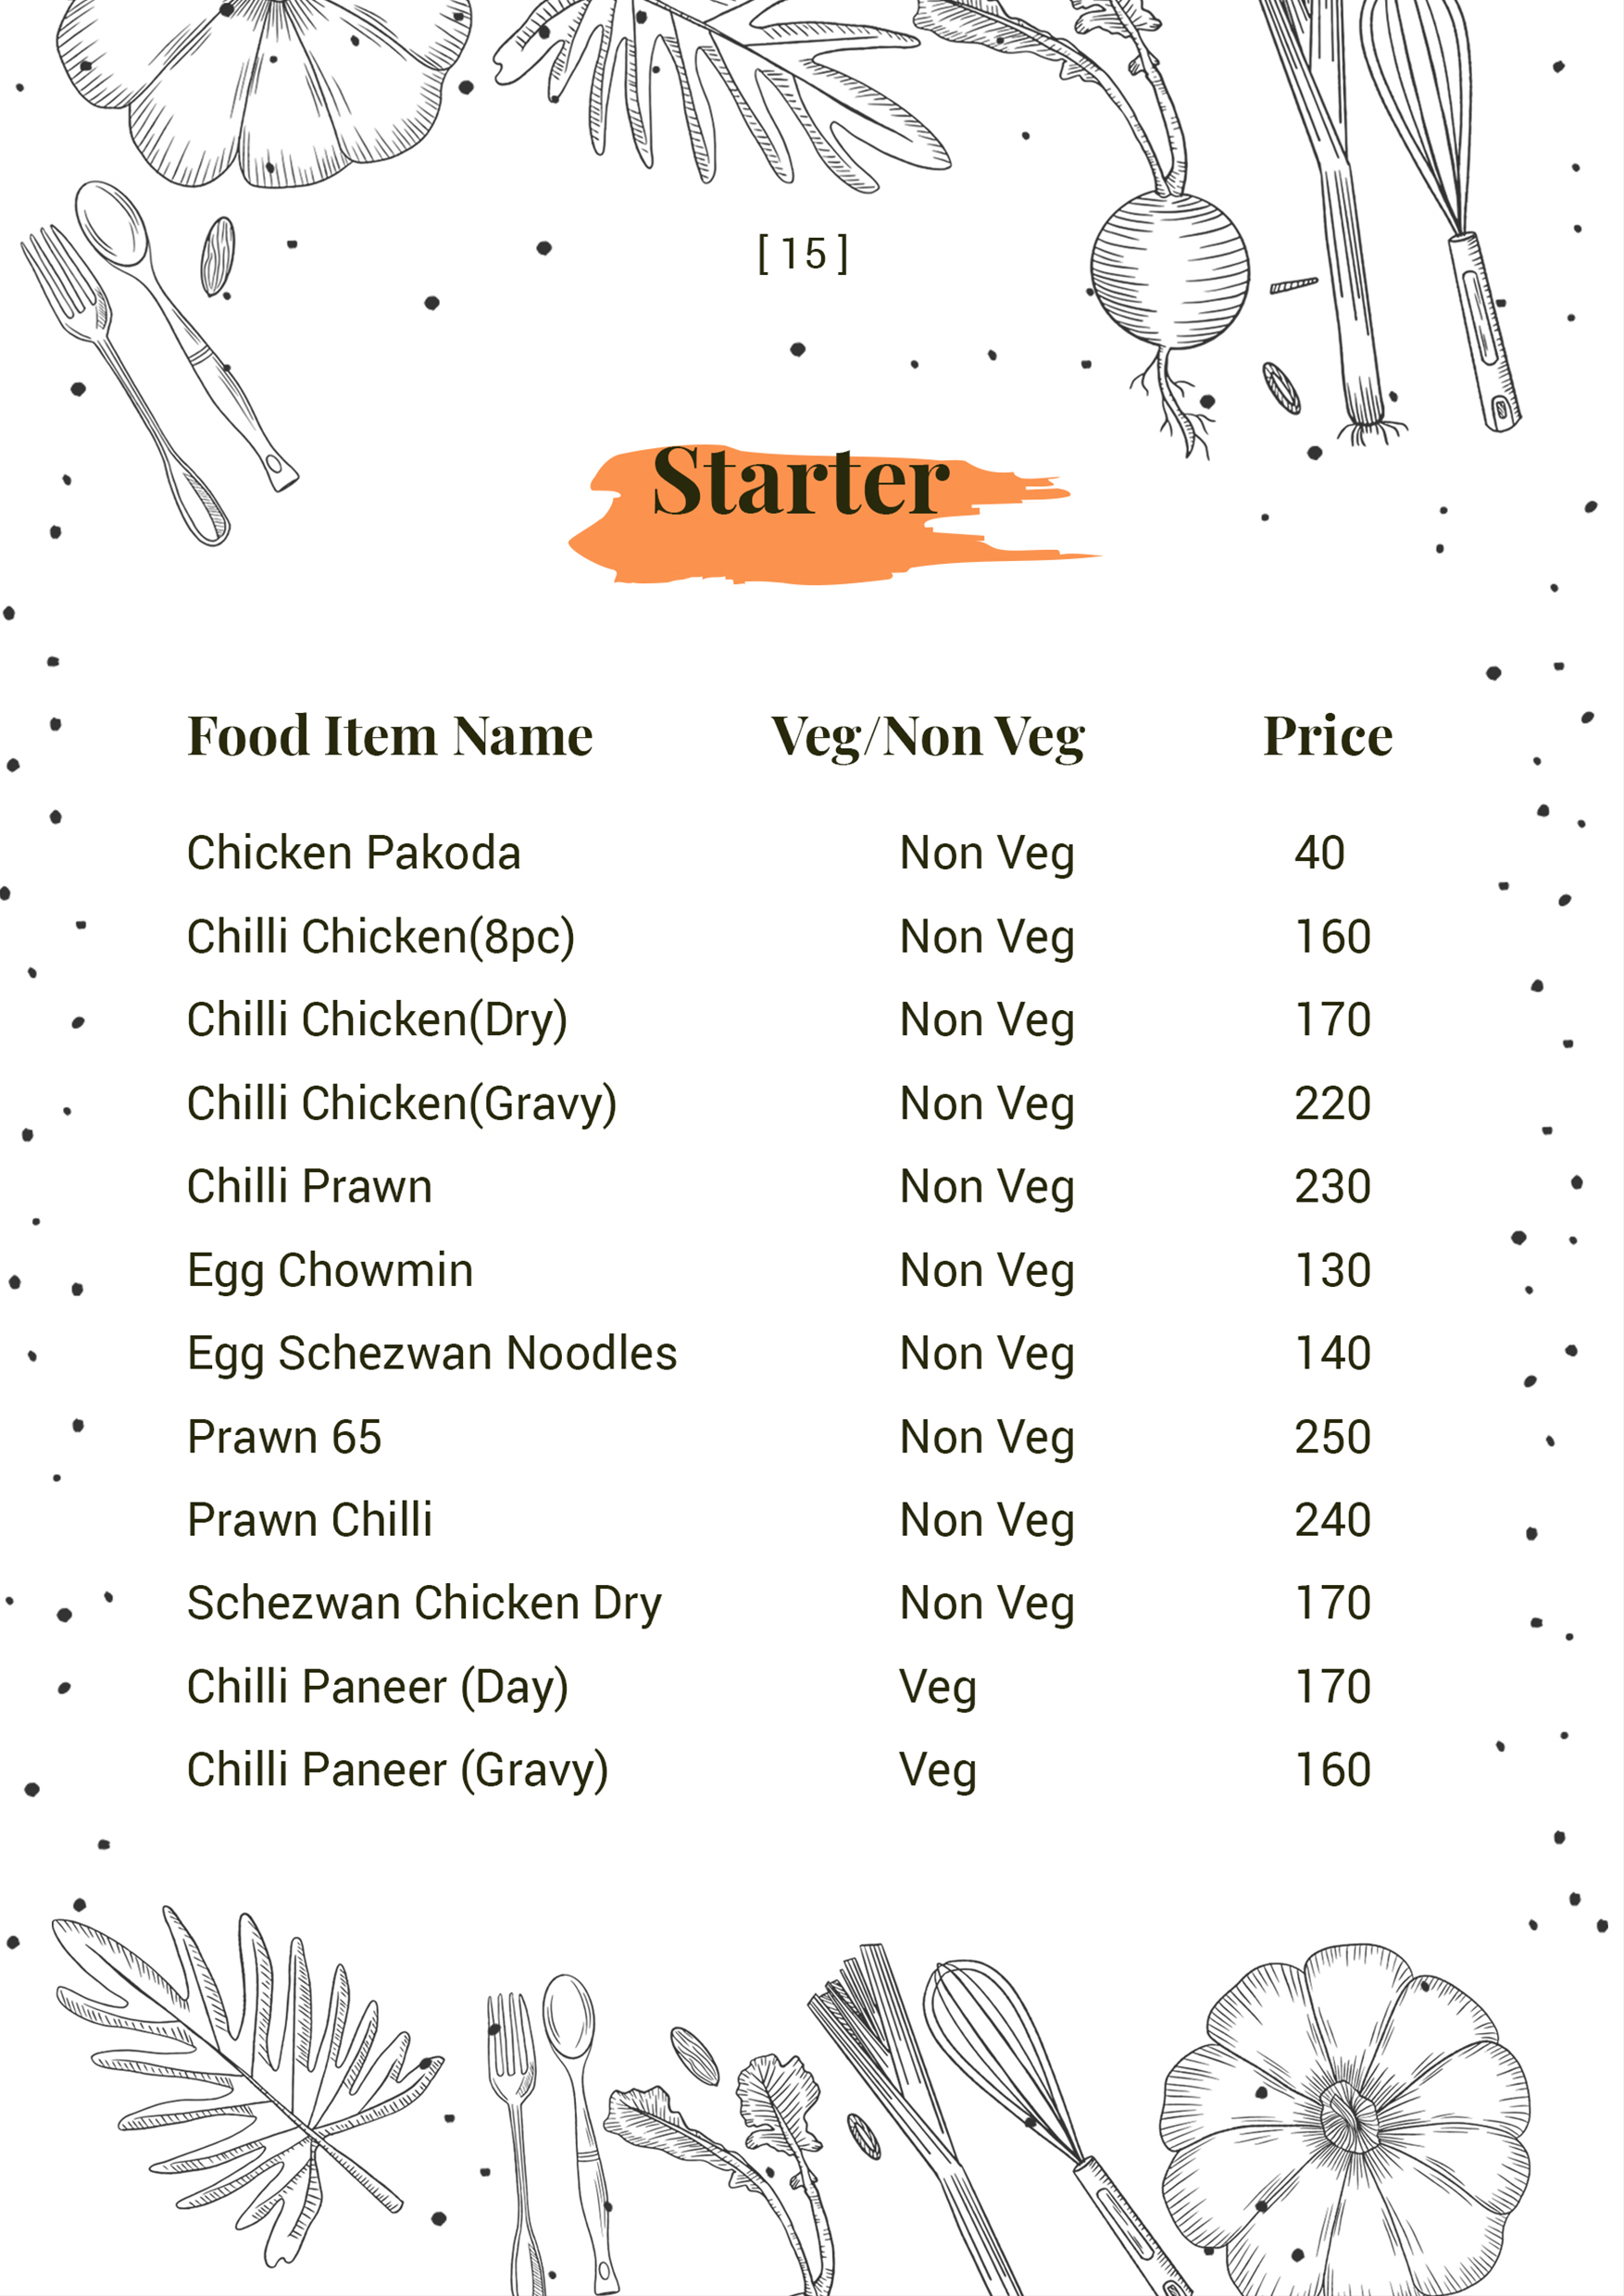 [ 15 ]
Starter
Food Item Name Veg/Non Veg Price
Chicken Pakoda Non Veg 40
Chilli Chicken(8pc) Non Veg 160
Chilli Chicken(Dry) Non Veg 170
Chilli Chicken(Gravy) Non Veg 220
Chilli Prawn Non Veg 230
Egg Chowmin Non Veg 130
Egg Schezwan Noodles Non Veg 140
Prawn 65 Non Veg 250
Prawn Chilli Non Veg 240
Schezwan Chicken Dry Non Veg 170
Chilli Paneer (Day) Veg 170
Chilli Paneer (Gravy) Veg 160